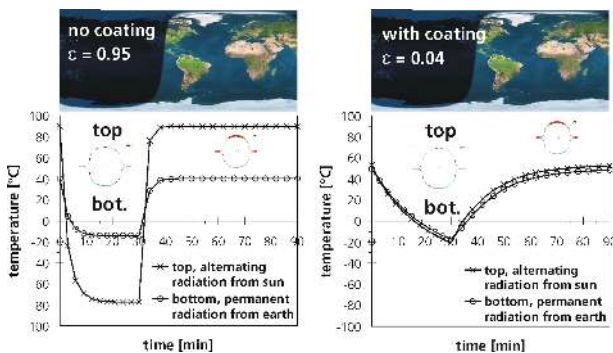 no coating
ε = 0.95
with coating
ε = 0.04
100
80
60
40
20
0
-20
-40
-60
80
100
temperature [°C]
top
bot.
0 10 20 30 40 50 60 70 80 90
top, alternating
radiation from sun
bottom, permanent
radiation from earth
time [min]
100
80
60
40
20
0
-20
-40
-60
-80
-100
temperature [°C]
top
bot.
10 20 30 40 50 60 70 80 90
top, alternating
radiation from sun
bottom, permanent
radiation from earth
time [min]